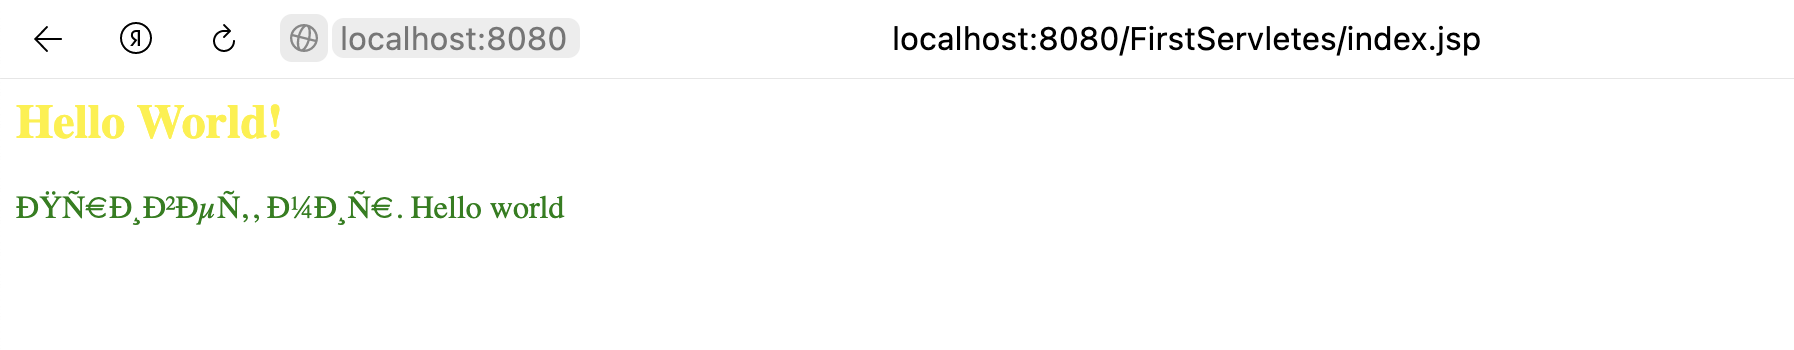 Я localhost:8080 localhost:8080/FirstServletes/index.jsp
Hello World!
ÐŸÑ€Ð¸Ð²ÐµÑ‚, Ð¼Ð¸Ñ€. Hello world